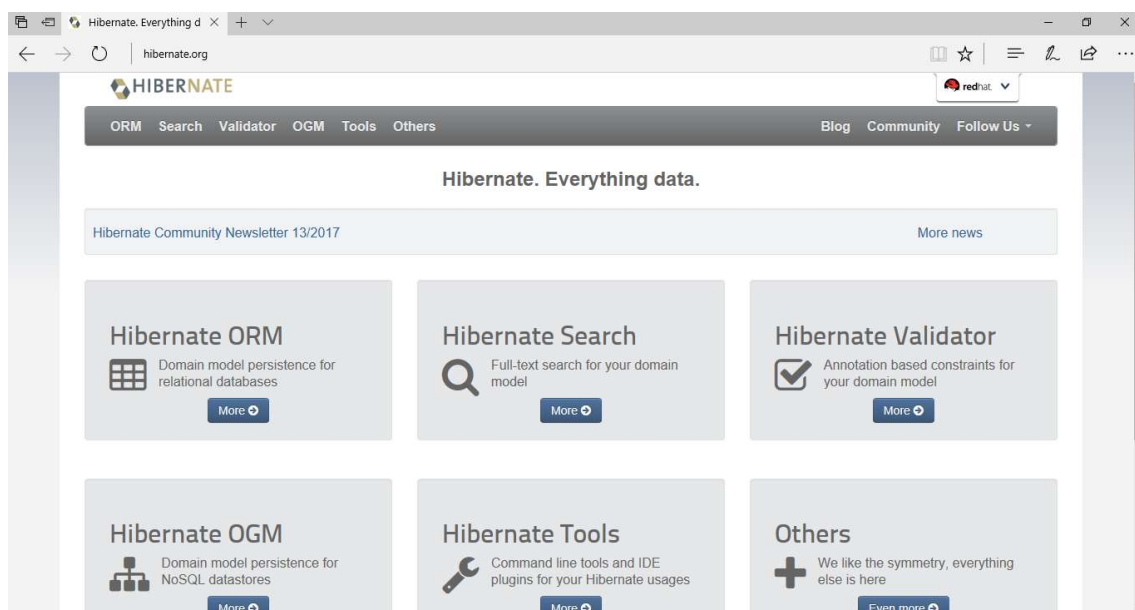 Hibernate. Everything d
hibernate.org
HIBERNATE
redhat
ORM Search Validator OGM Tools Others
Blog Community Follow Us
Hibernate. Everything data.
Hibernate Community Newsletter 13/2017
More news
Hibernate ORM
Domain model persistence for
relational databases
More
Hibernate Search
Full-text search for your domain
model
More
Hibernate Validator
Annotation based constraints for
your domain model
More
Hibernate OGM
Domain model persistence for
NoSQL datastores
More
Hibernate Tools
Command line tools and IDE
plugins for your Hibernate usages
More
Others
We like the symmetry, everything
else is here
Even more